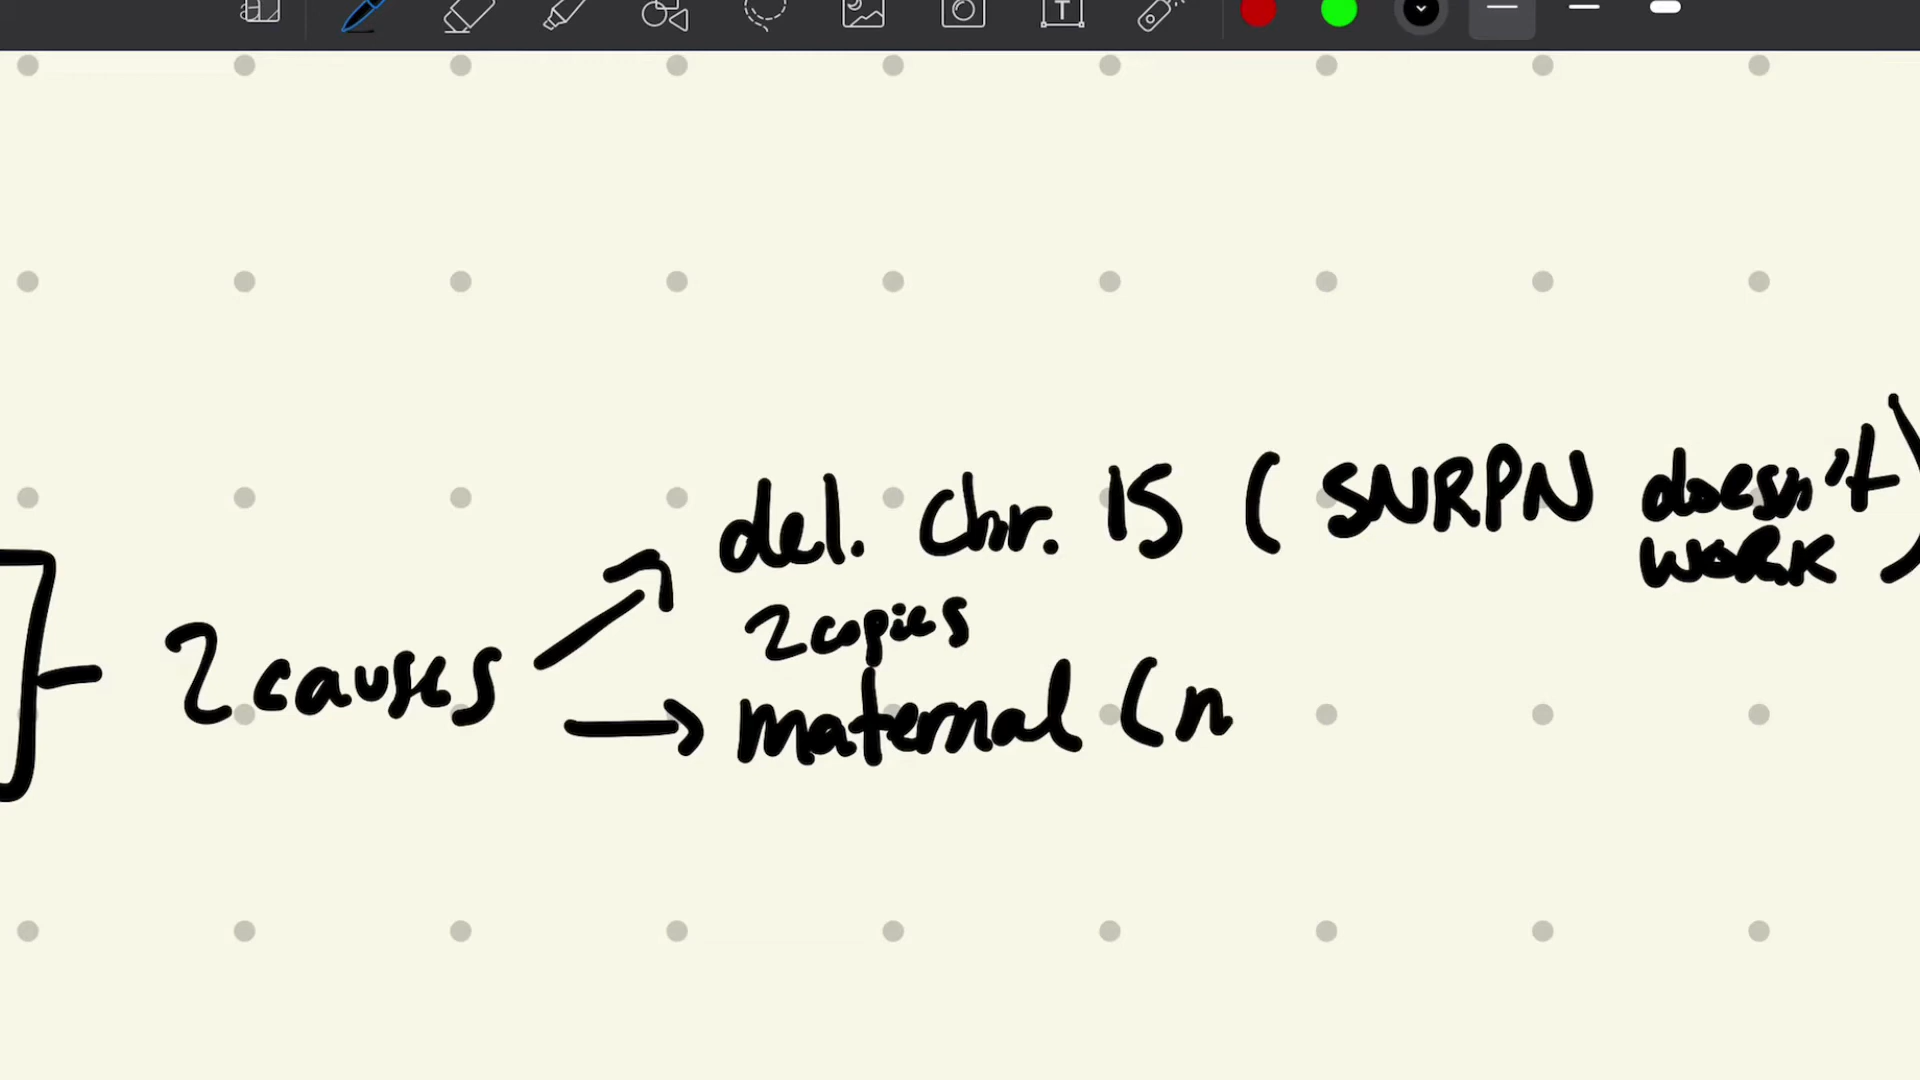 del. Chr. 15 (SNRPN doesn't
work)
2 copies
2 causes
maternal (n